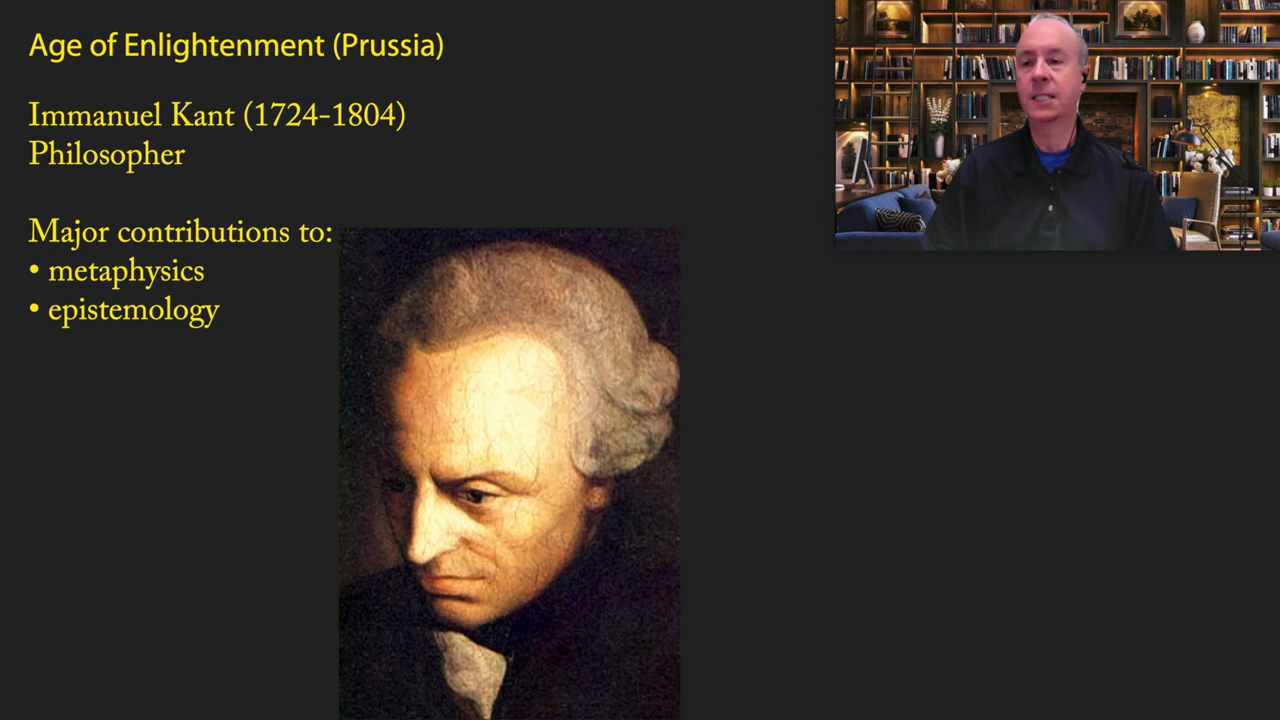 Age of Enlightenment (Prussia)
Immanuel Kant (1724-1804)
Philosopher
Major contributions to:
• metaphysics
• epistemology